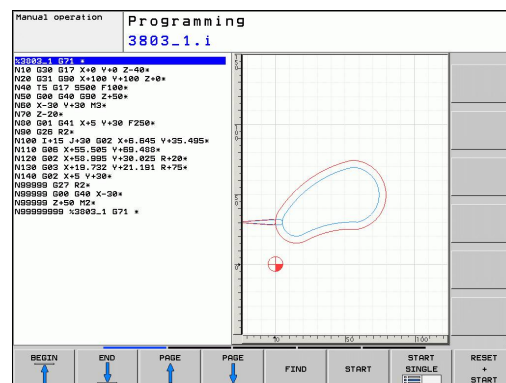 Manual operation
Programming
3803_1.i
%3803_1 G71 *
N10 G30 G17 X+0 Y+0 Z-40*
N20 G31 G90 X+100 Y+100 Z+0*
N40 T5 G17 S500 F100*
N50 G00 G40 G90 Z+50*
N60 X-30 Y+30 M3*
N70 Z-20*
N80 G01 G41 X+5 Y+30 F250*
N90 G26 R2*
N100 I+15 J+30 G02 X+6.645 Y+35.495*
N110 G06 X+55.505 Y+69.488*
N120 G02 X+58.995 Y+30.025 R+20*
N130 G03 X+19.732 Y+21.191 R+75*
N140 G02 X+5 Y+30*
N99999 G27 R2*
N99999 G00 G40 X-30*
N99999 Z+50 M2*
N99999999 %3803_1 G71 *
0
50
100
BEGIN
END
PAGE
PAGE
FIND
START
START SINGLE
RESET + START